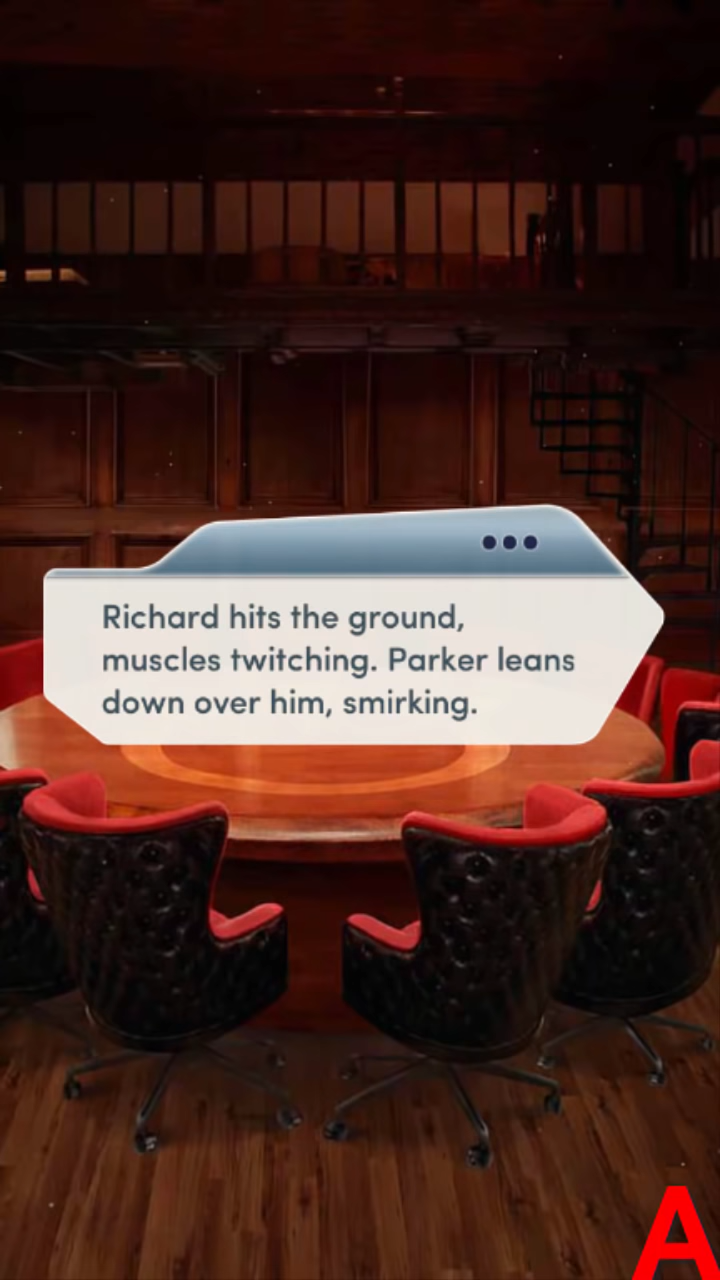 Richard hits the ground,
muscles twitching. Parker leans
down over him, smirking.
A